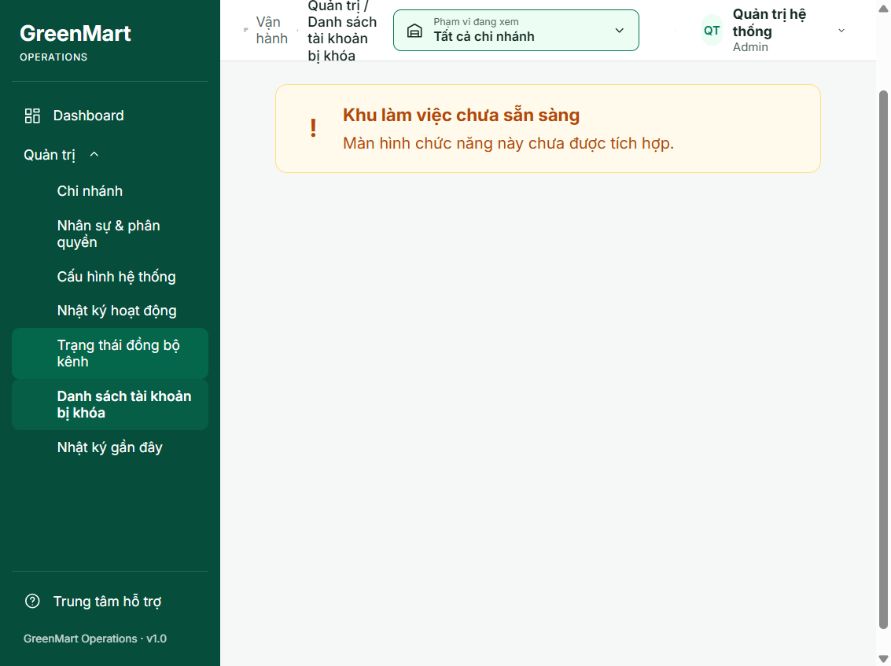 GreenMart
OPERATIONS
Dashboard
Quản trị
Chi nhánh
Nhân sự & phân
quyền
Cấu hình hệ thống
Nhật ký hoạt động
Trạng thái đồng bộ
kênh
Danh sách tài khoản
bị khóa
Nhật ký gần đây
Trung tâm hỗ trợ
GreenMart Operations · v1.0
Vận
hành
Quản trị /
Danh sách
tài khoản
bị khóa
Phạm vi đang xem
Tất cả chi nhánh
QT
Quản trị hệ
thống
Admin
!
Khu làm việc chưa sẵn sàng
Màn hình chức năng này chưa được tích hợp.